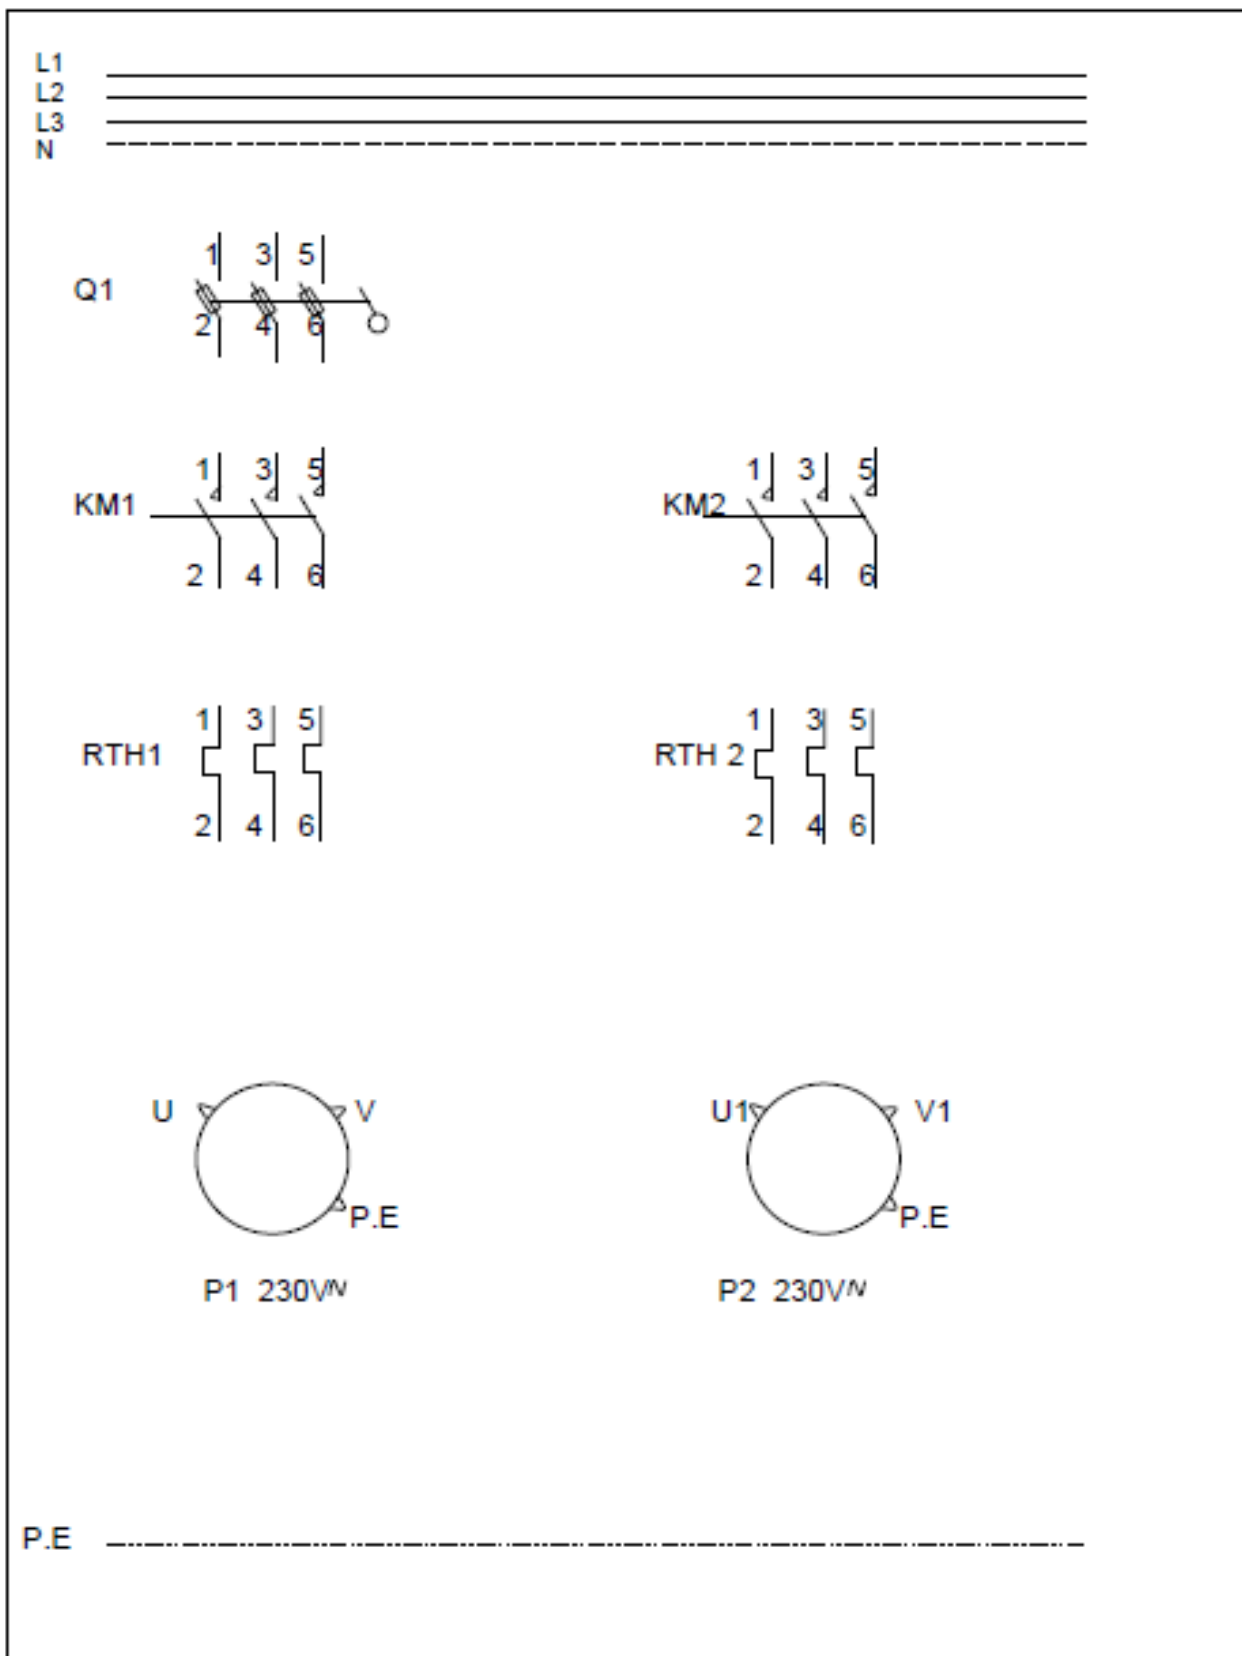 L1
L2
L3
N
1 3 5
Q1
2 4 6
1 3 5 1 3 5
KM1 KM2
2 4 6 2 4 6
1 3 5 1 3 5
RTH1 RTH 2
2 4 6 2 4 6
U V U1 V1
P.E P.E
P1 230V~ P2 230V~
P.E